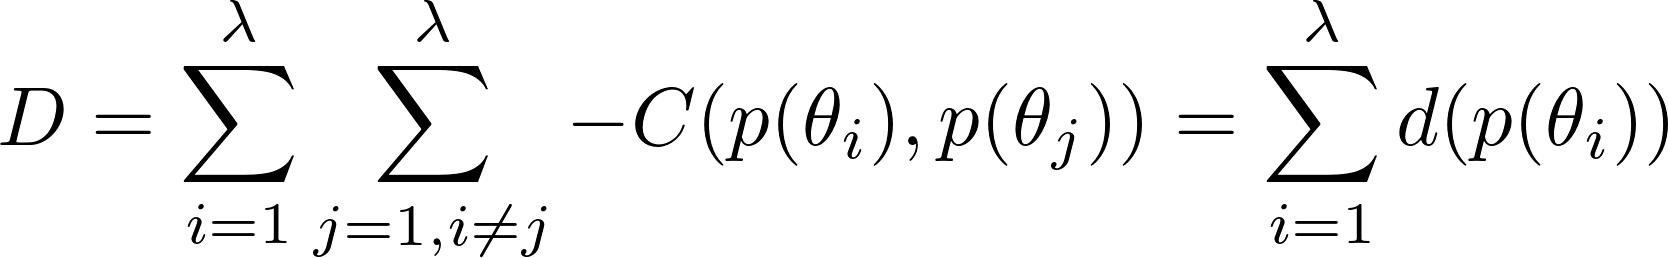 D = \sum_{i=1}^{\lambda} \sum_{j=1, i \neq j}^{\lambda} -C(p(\theta_i), p(\theta_j)) = \sum_{i=1}^{\lambda} d(p(\theta_i))